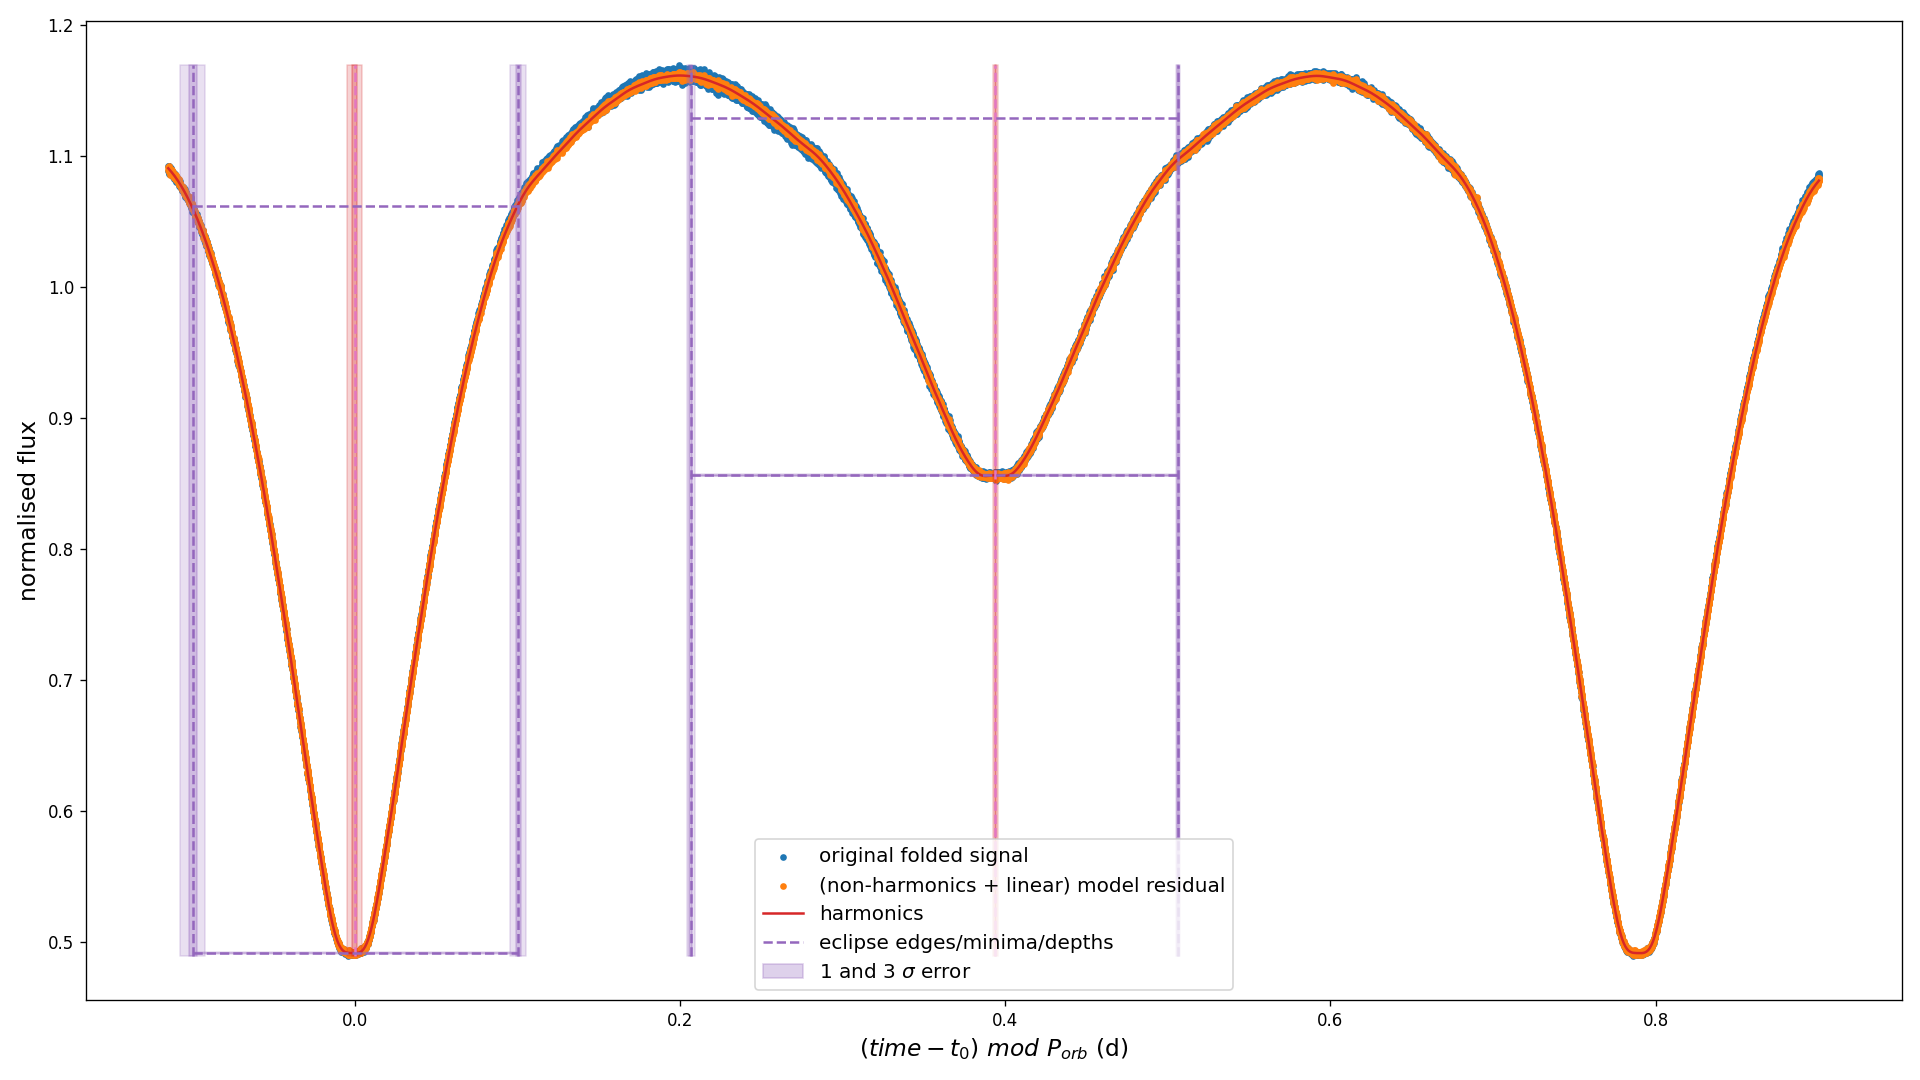 1.2
1.1
1.0
0.9
0.8
0.7
0.6
0.5
normalised flux
original folded signal
(non-harmonics + linear) model residual
harmonics
eclipse edges/minima/depths
1 and 3 σ error
0.0 0.2 0.4 0.6 0.8
(time − t₀) mod Pₒᵣb (d)